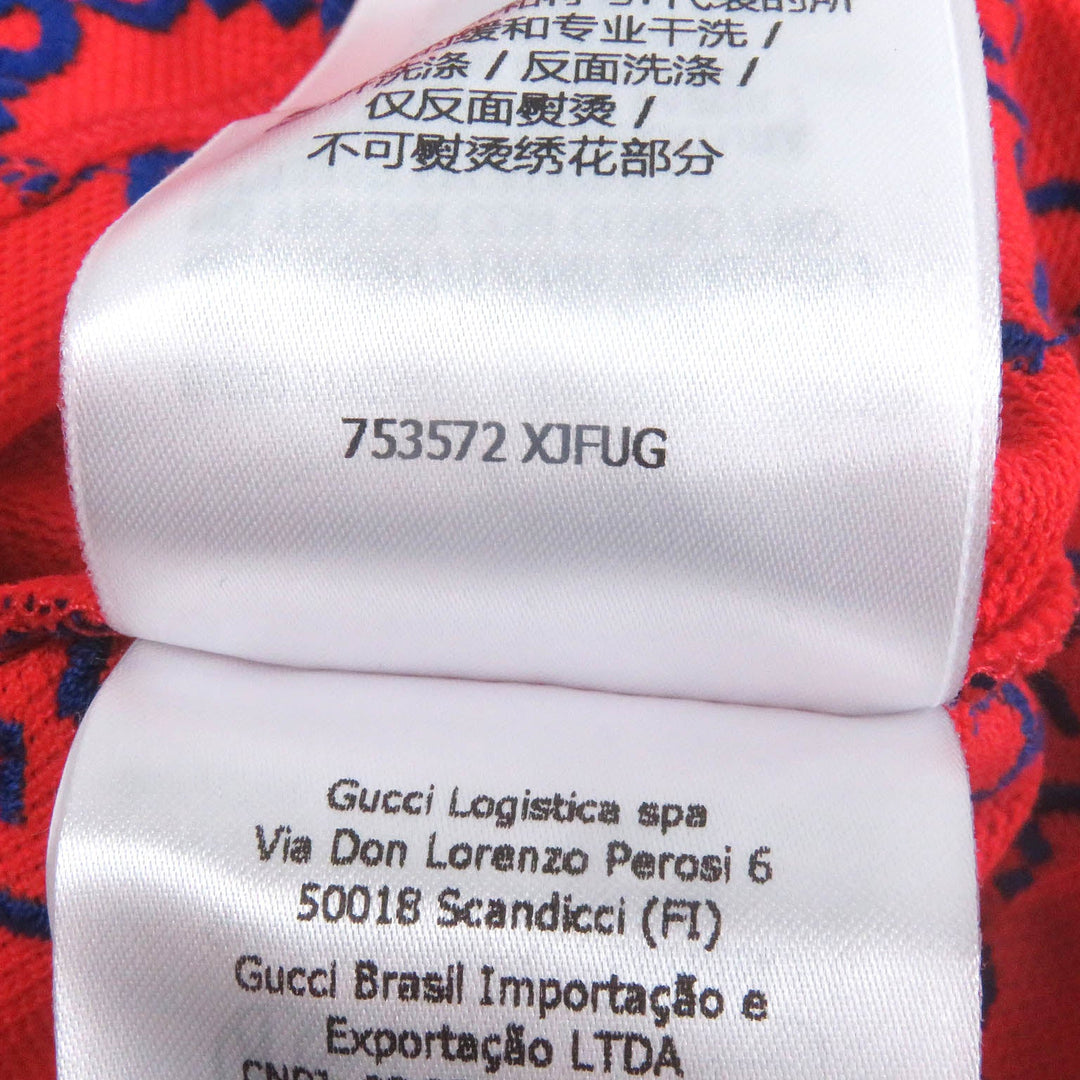 和专业干洗 /
洗涤 / 反面洗涤 /
仅反面熨烫 /
不可熨烫绣花部分
753572 XJFUG
Gucci Logistica spa
Via Don Lorenzo Perosi 6
50018 Scandicci (FI)
Gucci Brasil Importação e
Exportação LTDA